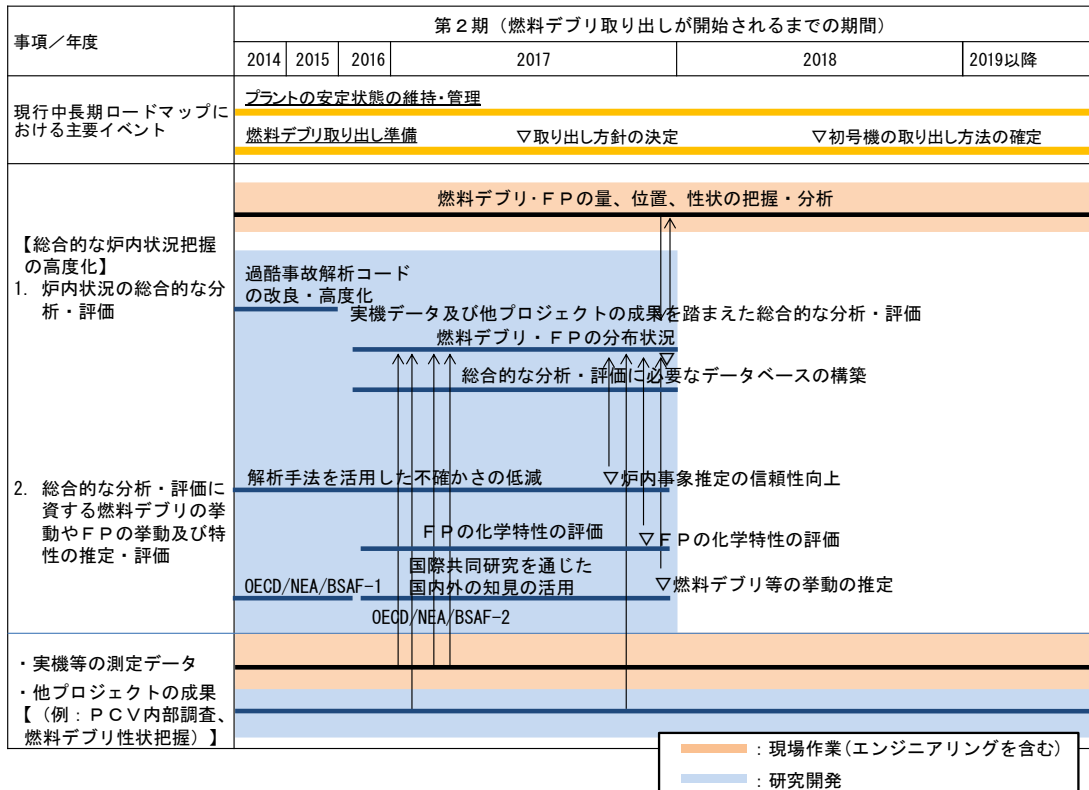 事項／年度
第２期（燃料デブリ取り出しが開始されるまでの期間）
2014
2015
2016
2017
2018
2019以降
現行中長期ロードマップに
おける主要イベント
プラントの安定状態の維持・管理
燃料デブリ取り出し準備
▽取り出し方針の決定
▽初号機の取り出し方法の確定
燃料デブリ・ＦＰの量、位置、性状の把握・分析
【総合的な炉内状況把握
の高度化】
1. 炉内状況の総合的な分
析・評価
過酷事故解析コード
の改良・高度化
実機データ及び他プロジェクトの成果を踏まえた総合的な分析・評価
燃料デブリ・ＦＰの分布状況
▽
総合的な分析・評価に必要なデータベースの構築
2. 総合的な分析・評価に
資する燃料デブリの挙
動やＦＰの挙動及び特
性の推定・評価
解析手法を活用した不確かさの低減
▽炉内事象推定の信頼性向上
ＦＰの化学特性の評価
▽ＦＰの化学特性の評価
国際共同研究を通じた
国内外の知見の活用
OECD/NEA/BSAF-1
▽燃料デブリ等の挙動の推定
OECD/NEA/BSAF-2
・実機等の測定データ
・他プロジェクトの成果
【（例：ＰＣＶ内部調査、
燃料デブリ性状把握）】
：現場作業（エンジニアリングを含む）
：研究開発